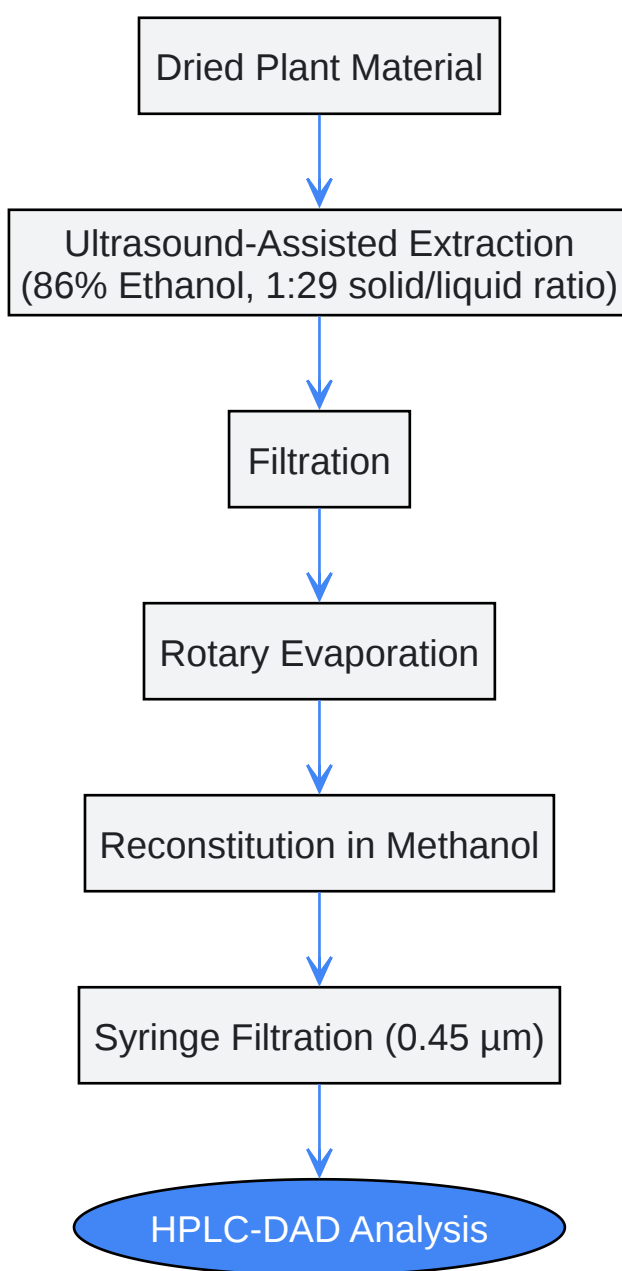 Dried Plant Material
Ultrasound-Assisted Extraction
(86% Ethanol, 1:29 solid/liquid ratio)
Filtration
Rotary Evaporation
Reconstitution in Methanol
Syringe Filtration (0.45 µm)
HPLC-DAD Analysis